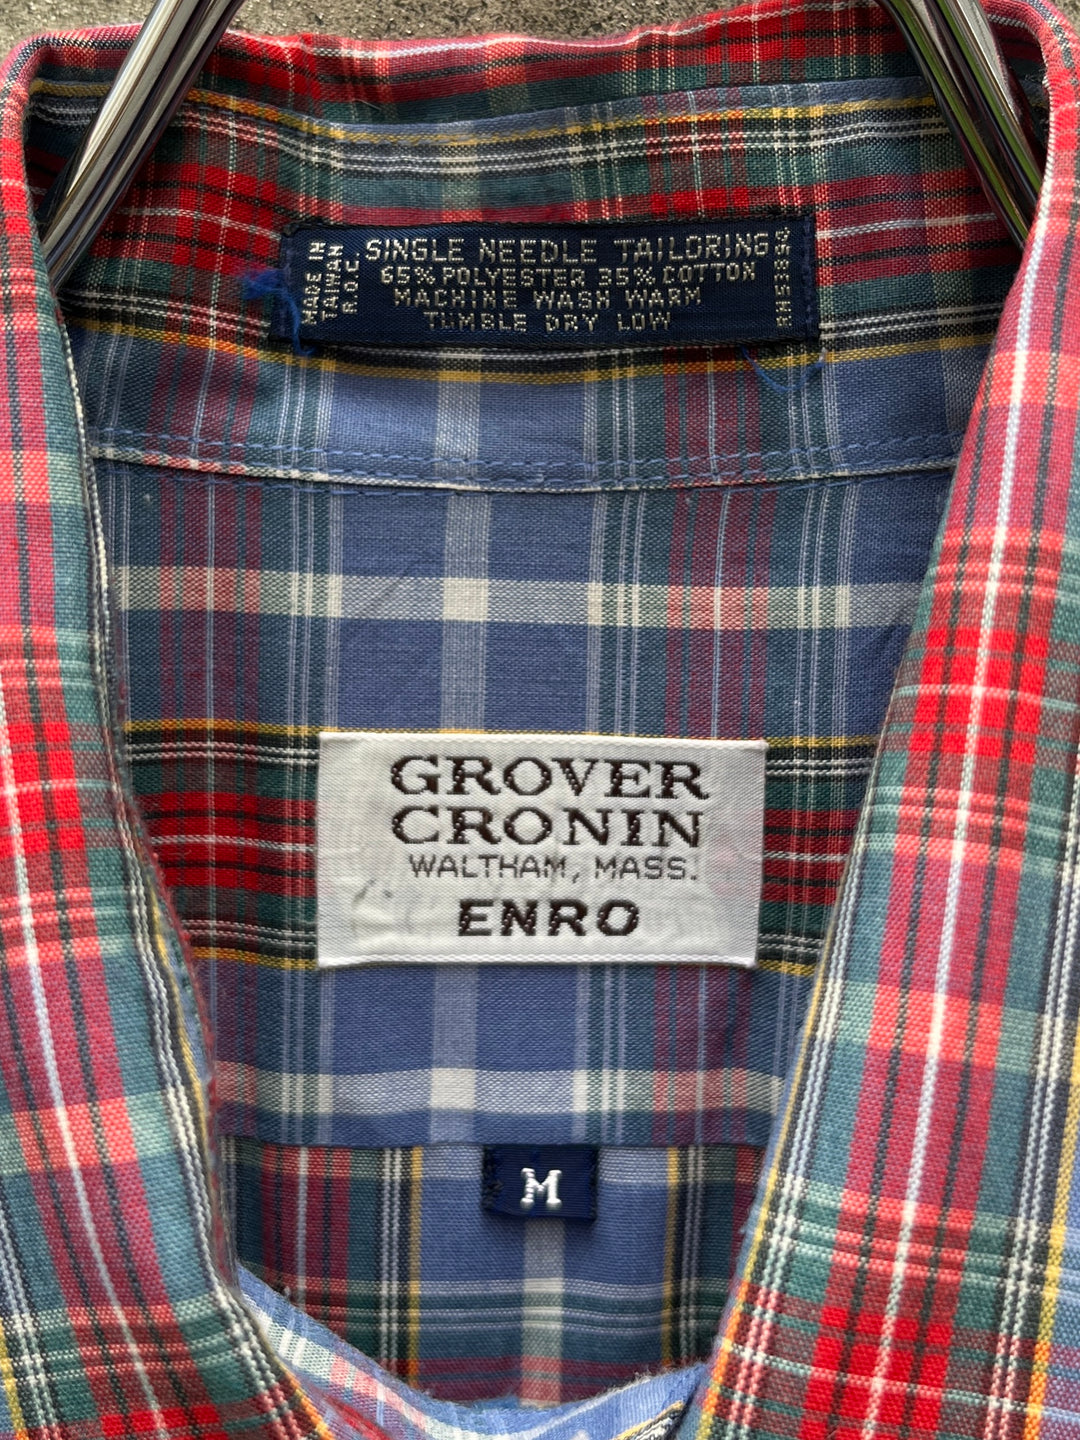 MADE IN
TAIWAN
R.O.C.
SINGLE NEEDLE TAILORING
65% POLYESTER 35% COTTON
MACHINE WASH WARM
TUMBLE DRY LOW
GROVER
CRONIN
WALTHAM, MASS.
ENRO
M